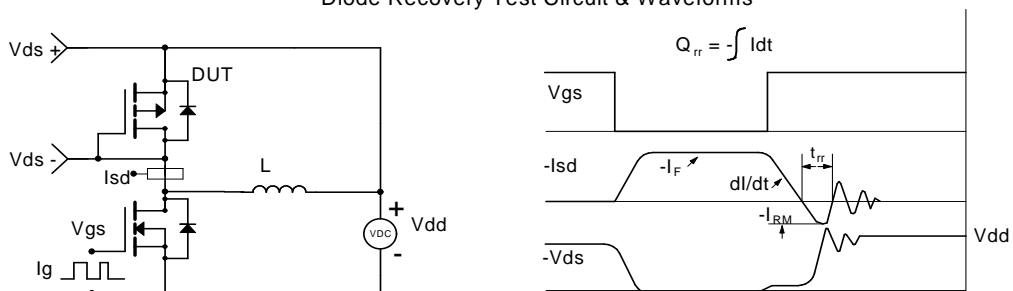 Diode Recovery Test Circuit & Waveforms
Vds +
DUT
Vds -
Isd
L
Vgs
Ig
+
VDC
-
Vdd
Q rr = -∫ Idt
Vgs
-Isd
-I F
dI/dt
t rr
-I RM
Vdd
-Vds